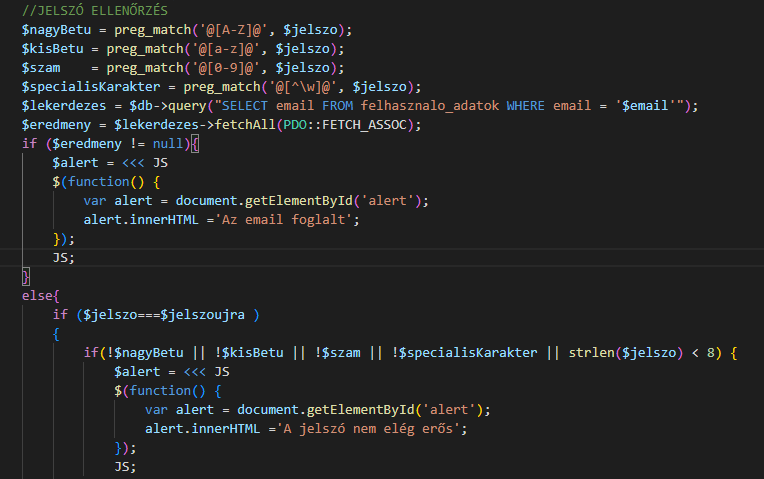 //JELSZÓ ELLENŐRZÉS
$nagyBetu = preg_match('@[A-Z]@', $jelszo);
$kisBetu = preg_match('@[a-z]@', $jelszo);
$szam    = preg_match('@[0-9]@', $jelszo);
$specialisKarakter = preg_match('@[^\w]@', $jelszo);
$lekerdezes = $db->query("SELECT email FROM felhasznalo_adatok WHERE email = '$email'");
$eredmeny = $lekerdezes->fetchAll(PDO::FETCH_ASSOC);
if ($eredmeny != null){
    $alert = <<< JS
    $(function() {
        var alert = document.getElementById('alert');
        alert.innerHTML ='Az email foglalt';
    });
    JS;
}
else{
    if ($jelszo===$jelszoujra )
    {
        if(!$nagyBetu || !$kisBetu || !$szam || !$specialisKarakter || strlen($jelszo) < 8) {
            $alert = <<< JS
            $(function() {
                var alert = document.getElementById('alert');
                alert.innerHTML ='A jelszó nem elég erős';
            });
            JS;